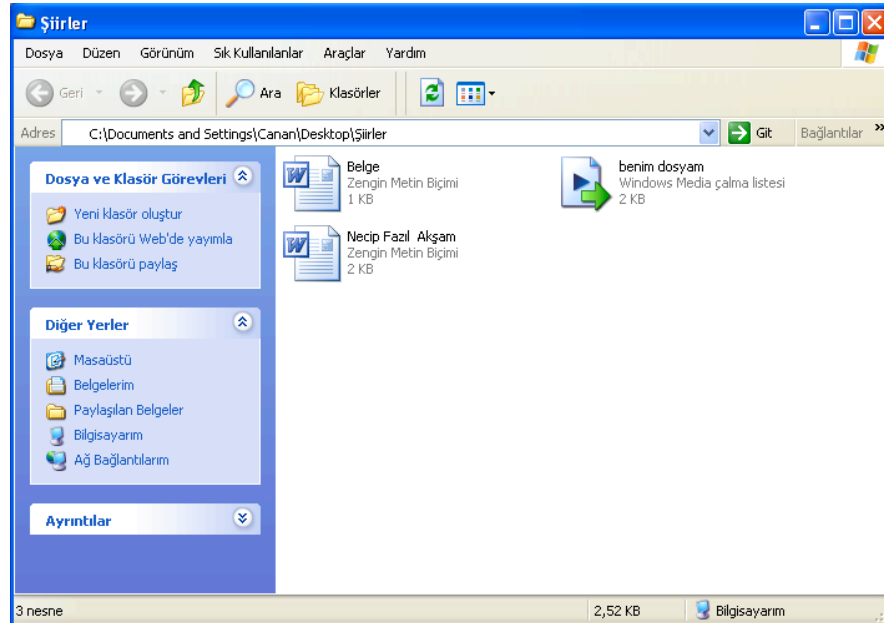 Şiirler
Dosya Düzen Görünüm Sık Kullanılanlar Araçlar Yardım
Geri Ara Klasörler
Adres C:\Documents and Settings\Canan\Desktop\Şiirler Git Bağlantılar »
Dosya ve Klasör Görevleri
Yeni klasör oluştur
Bu klasörü Web'de yayımla
Bu klasörü paylaş
Diğer Yerler
Masaüstü
Belgelerim
Paylaşılan Belgeler
Bilgisayarım
Ağ Bağlantılarım
Ayrıntılar
Belge
Zengin Metin Biçimi
1 KB
benim dosyam
Windows Media çalma listesi
2 KB
Necip Fazıl  Akşam
Zengin Metin Biçimi
2 KB
3 nesne 2,52 KB Bilgisayarım